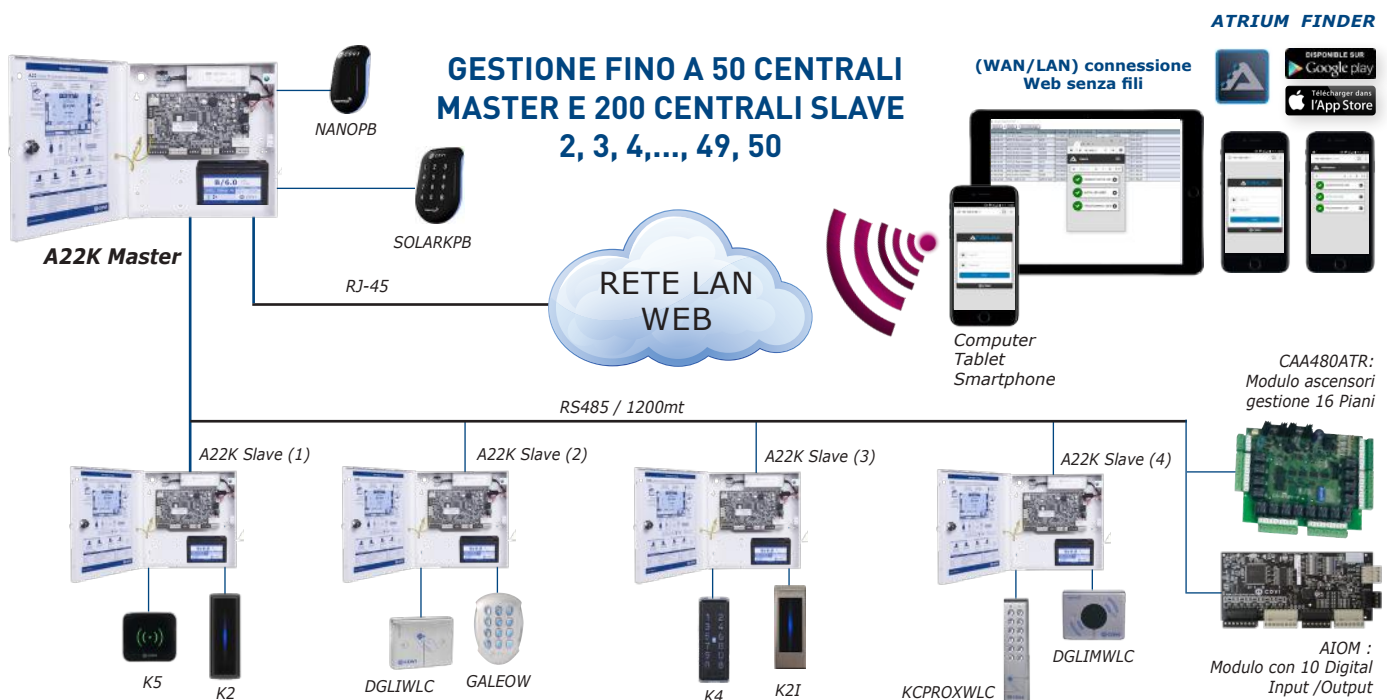 ATRIUM FINDER
GESTIONE FINO A 50 CENTRALI
MASTER E 200 CENTRALI SLAVE
2, 3, 4,..., 49, 50
(WAN/LAN) connessione
Web senza fili
DISPONIBLE SUR
Google play
Télécharger dans
l'App Store
NANOPB
SOLARKPB
A22K Master
RJ-45
RETE LAN
WEB
Computer
Tablet
Smartphone
CAA480ATR:
Modulo ascensori
gestione 16 Piani
RS485 / 1200mt
A22K Slave (1)
A22K Slave (2)
A22K Slave (3)
A22K Slave (4)
K5
K2
DGLIWLC
GALEOW
K4
K2I
KCPROXWLC
DGLIMWLC
AIOM :
Modulo con 10 Digital
Input /Output